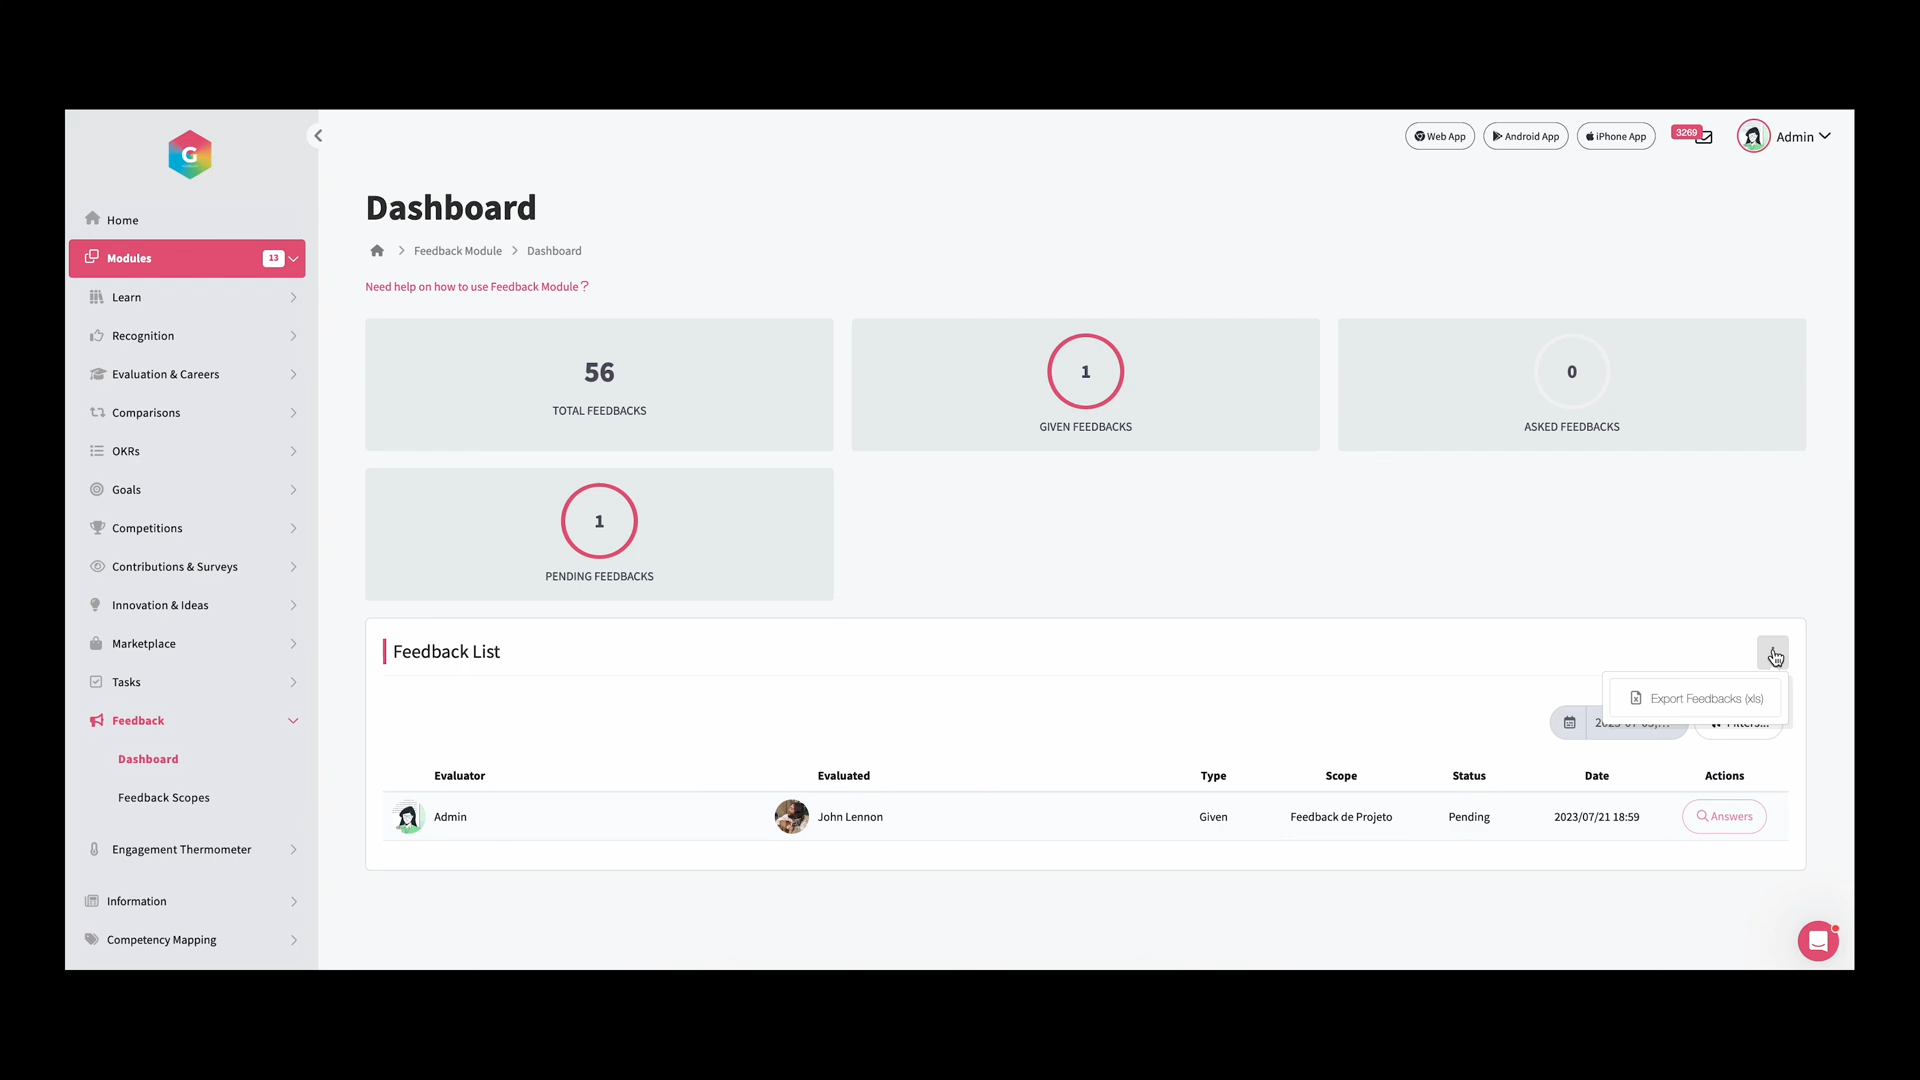 G
Web App
Android App
iPhone App
3269
Admin
Home
Modules 13
Learn
Recognition
Evaluation & Careers
Comparisons
OKRs
Goals
Competitions
Contributions & Surveys
Innovation & Ideas
Marketplace
Tasks
Feedback
Dashboard
Feedback Scopes
Engagement Thermometer
Information
Competency Mapping
Dashboard
Feedback Module
Dashboard
Need help on how to use Feedback Module ?
56
TOTAL FEEDBACKS
1
GIVEN FEEDBACKS
0
ASKED FEEDBACKS
1
PENDING FEEDBACKS
Feedback List
Export Feedbacks (xls)
Filters...
Evaluator Evaluated Type Scope Status Date Actions
Admin John Lennon Given Feedback de Projeto Pending 2023/07/21 18:59 Answers